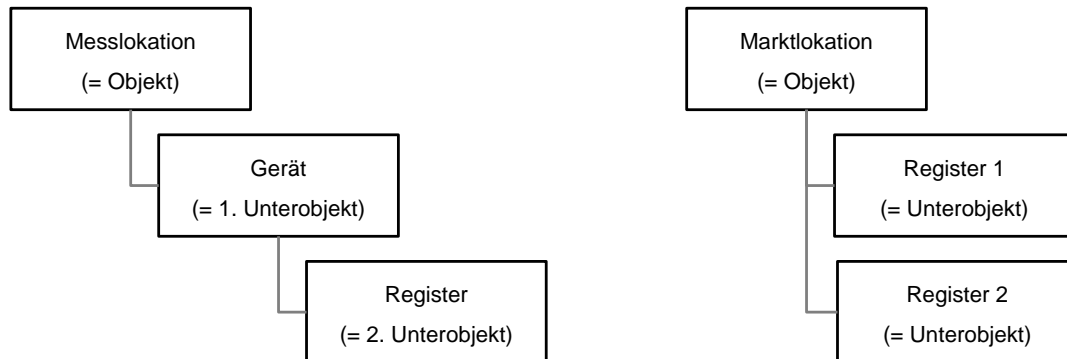 Messlokation
(= Objekt)
Gerät
(= 1. Unterobjekt)
Register
(= 2. Unterobjekt)
Marktlokation
(= Objekt)
Register 1
(= Unterobjekt)
Register 2
(= Unterobjekt)